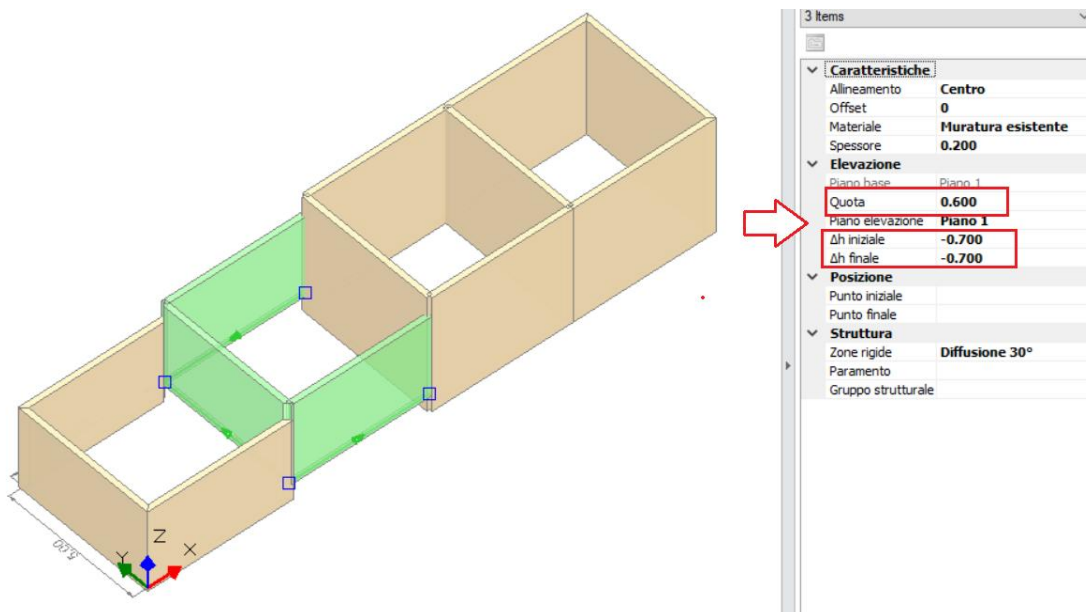 3 Items
Caratteristiche
Allineamento Centro
Offset 0
Materiale Muratura esistente
Spessore 0.200
Elevazione
Piano base Piano 1
Quota 0.600
Piano elevazione Piano 1
Δh iniziale -0.700
Δh finale -0.700
Posizione
Punto iniziale
Punto finale
Struttura
Zone rigide Diffusione 30°
Paramento
Gruppo strutturale
Z
Y X
5.00